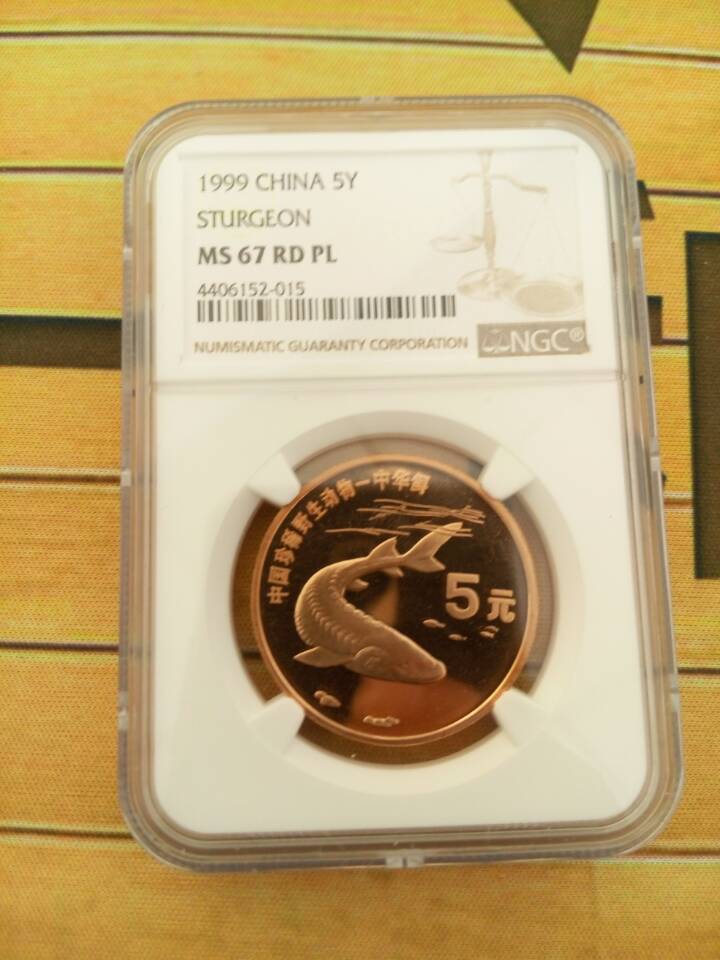 1999 CHINA 5Y
STURGEON
MS 67 RD PL
4406152-015
NUMISMATIC GUARANTY CORPORATION
NGC®
中国珍稀野生动物—中华鲟
5元